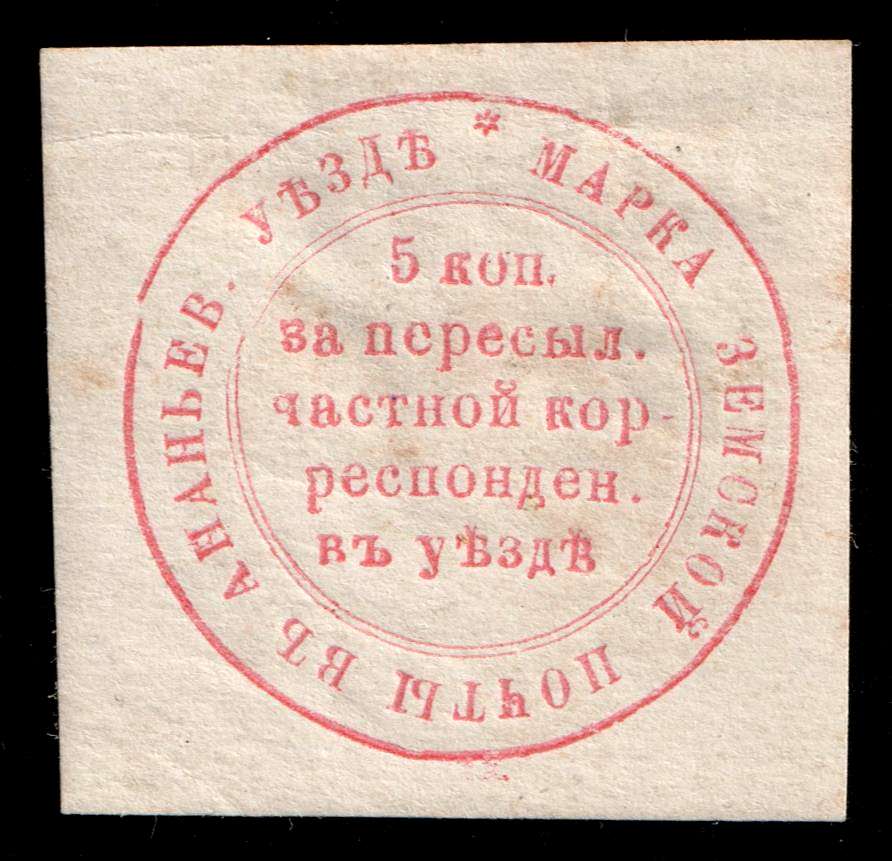 * МАРКА ЗЕМСКОЙ ПОЧТЫ ВЪ АНАНЬЕВ. УѢЗДѢ
5 коп.
за пересыл.
частной кор-
респонден.
въ уѣздѣ